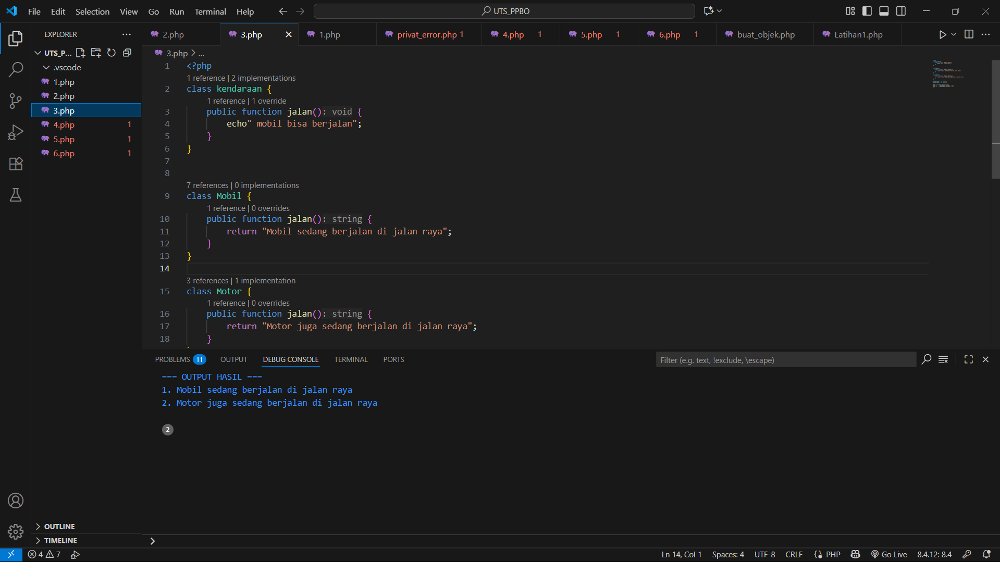 File Edit Selection View Go Run Terminal Help
UTS_PPBO
EXPLORER
UTS_P...
.vscode
1.php
2.php
3.php
4.php 1
5.php 1
6.php 1
OUTLINE
TIMELINE
2.php 3.php 1.php privat_error.php 1 4.php 1 5.php 1 6.php 1 buat_objek.php Latihan1.php
3.php > ...
1 <?php
1 reference | 2 implementations
2 class kendaraan {
1 reference | 1 override
3 public function jalan(): void {
4 echo" mobil bisa berjalan";
5 }
6 }
7
8
7 references | 0 implementations
9 class Mobil {
1 reference | 0 overrides
10 public function jalan(): string {
11 return "Mobil sedang berjalan di jalan raya";
12 }
13 }
14
3 references | 1 implementation
15 class Motor {
1 reference | 0 overrides
16 public function jalan(): string {
17 return "Motor juga sedang berjalan di jalan raya";
18 }
PROBLEMS 11 OUTPUT DEBUG CONSOLE TERMINAL PORTS
Filter (e.g. text, !exclude, \escape)
=== OUTPUT HASIL ===
1. Mobil sedang berjalan di jalan raya
2. Motor juga sedang berjalan di jalan raya
2
4 7
Ln 14, Col 1 Spaces: 4 UTF-8 CRLF PHP Go Live 8.4.12: 8.4